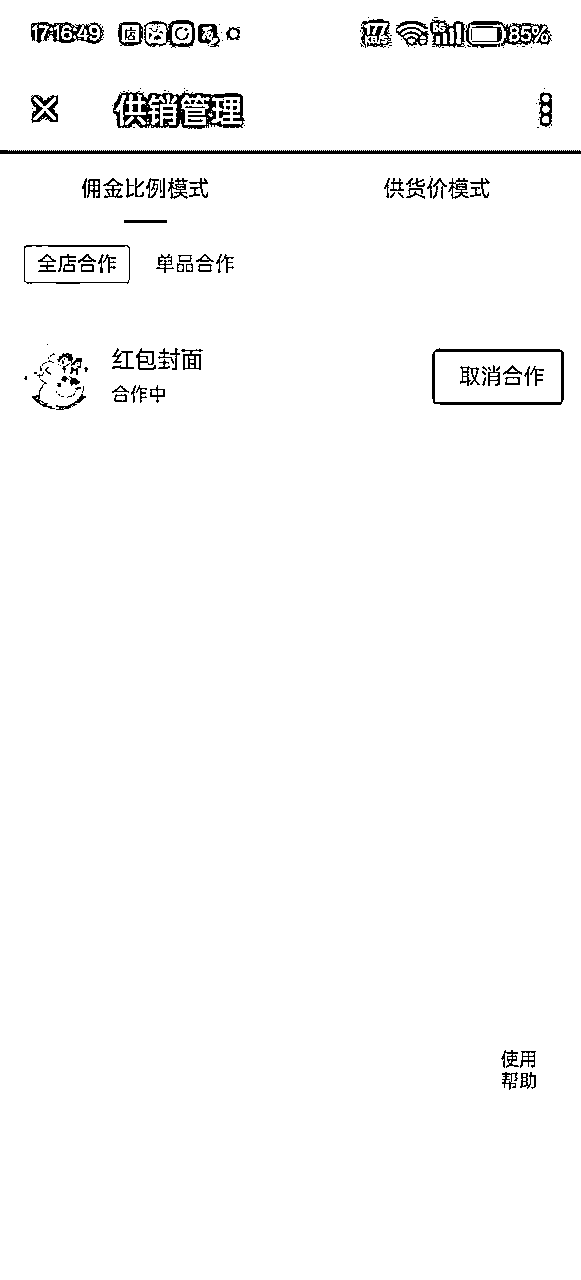 17:16:49 店 85%
供销管理
佣金比例模式 供货价模式
全店合作 单品合作
红包封面
合作中
取消合作
使用
帮助